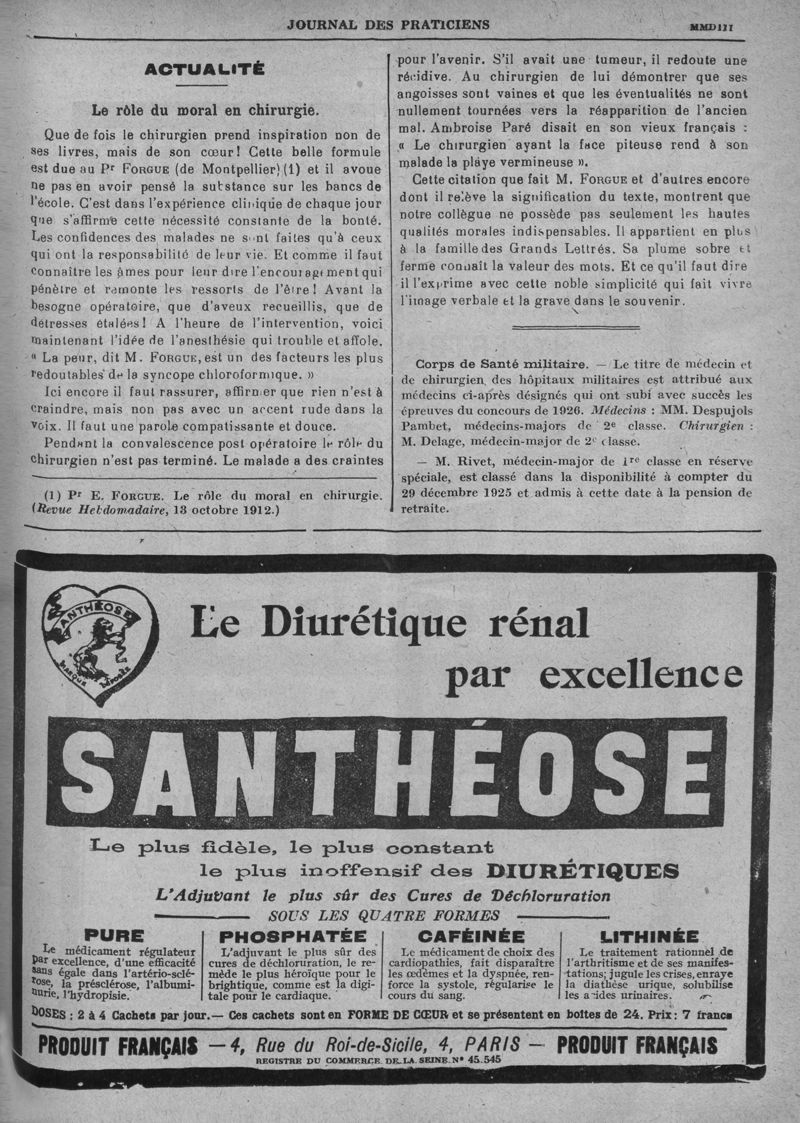 JOURNAL DES PRATICIENS
MMDIII
ACTUALITÉ
Le rôle du moral en chirurgie.
Que de fois le chirurgien prend inspiration non de
ses livres, mais de son cœur! Cette belle formule
est due au Pr FORGUE (de Montpellier) (1) et il avoue
ne pas en avoir pensé la substance sur les bancs de
l'école. C'est dans l'expérience clinique de chaque jour
que s'affirme cette nécessité constante de la bonté.
Les confidences des malades ne sont faites qu'à ceux
qui ont la responsabilité de leur vie. Et comme il faut
connaître les âmes pour leur dire l'encouragement qui
pénètre et remonte les ressorts de l'être! Avant la
besogne opératoire, que d'aveux recueillis, que de
détresses étalées! A l'heure de l'intervention, voici
maintenant l'idée de l'anesthésie qui trouble et affole.
« La peur, dit M. FORGUE, est un des facteurs les plus
redoutables de la syncope chloroformique. »
Ici encore il faut rassurer, affirmer que rien n'est à
craindre, mais non pas avec un accent rude dans la
voix. Il faut une parole compatissante et douce.
Pendant la convalescence post opératoire le rôle du
chirurgien n'est pas terminé. Le malade a des craintes
(1) Pr E. FORGUE. Le rôle du moral en chirurgie.
(Revue Hebdomadaire, 13 octobre 1912.)
pour l'avenir. S'il avait une tumeur, il redoute une
récidive. Au chirurgien de lui démontrer que ses
angoisses sont vaines et que les éventualités ne sont
nullement tournées vers la réapparition de l'ancien
mal. Ambroise Paré disait en son vieux français :
« Le chirurgien ayant la face piteuse rend à son
malade la playe vermineuse ».
Cette citation que fait M. FORGUE et d'autres encore
dont il relève la signification du texte, montrent que
notre collègue ne possède pas seulement les hautes
qualités morales indispensables. Il appartient en plus
à la famille des Grands Lettrés. Sa plume sobre et
ferme connaît la valeur des mots. Et ce qu'il faut dire
il l'exprime avec cette noble simplicité qui fait vivre
l'image verbale et la grave dans le souvenir.
Corps de Santé militaire. — Le titre de médecin et
de chirurgien des hôpitaux militaires est attribué aux
médecins ci-après désignés qui ont subi avec succès les
épreuves du concours de 1926. Médecins : MM. Despujols
Pambet, médecins-majors de 2e classe. Chirurgien :
M. Delage, médecin-major de 2e classe.
— M. Rivet, médecin-major de 1re classe en réserve
spéciale, est classé dans la disponibilité à compter du
29 décembre 1925 et admis à cette date à la pension de
retraite.
SANTHÉOSE
MARQUE DÉPOSÉE
Le Diurétique rénal
par excellence
SANTHÉOSE
Le plus fidèle, le plus constant
le plus inoffensif des DIURÉTIQUES
L'Adjuvant le plus sûr des Cures de Déchloruration
SOUS LES QUATRE FORMES
PURE
Le médicament régulateur
par excellence, d'une efficacité
sans égale dans l'artério-sclé-
rose, la présclérose, l'albumi-
nurie, l'hydropisie.
PHOSPHATÉE
L'adjuvant le plus sûr des
cures de déchloruration, le re-
mède le plus héroïque pour le
brightique, comme est la digi-
tale pour le cardiaque.
CAFÉINÉE
Le médicament de choix des
cardiopathies, fait disparaître
les œdèmes et la dyspnée, ren-
force la systole, régularise le
cours du sang.
LITHINÉE
Le traitement rationnel de
l'arthritisme et de ses manifes-
tations; jugule les crises, enraye
la diathèse urique, solubilise
les acides urinaires.
DOSES : 2 à 4 Cachets par jour. — Ces cachets sont en FORME DE CŒUR et se présentent en boîtes de 24. Prix : 7 francs
PRODUIT FRANÇAIS — 4, Rue du Roi-de-Sicile, 4, PARIS — PRODUIT FRANÇAIS
REGISTRE DU COMMERCE DE LA SEINE. N° 45.545